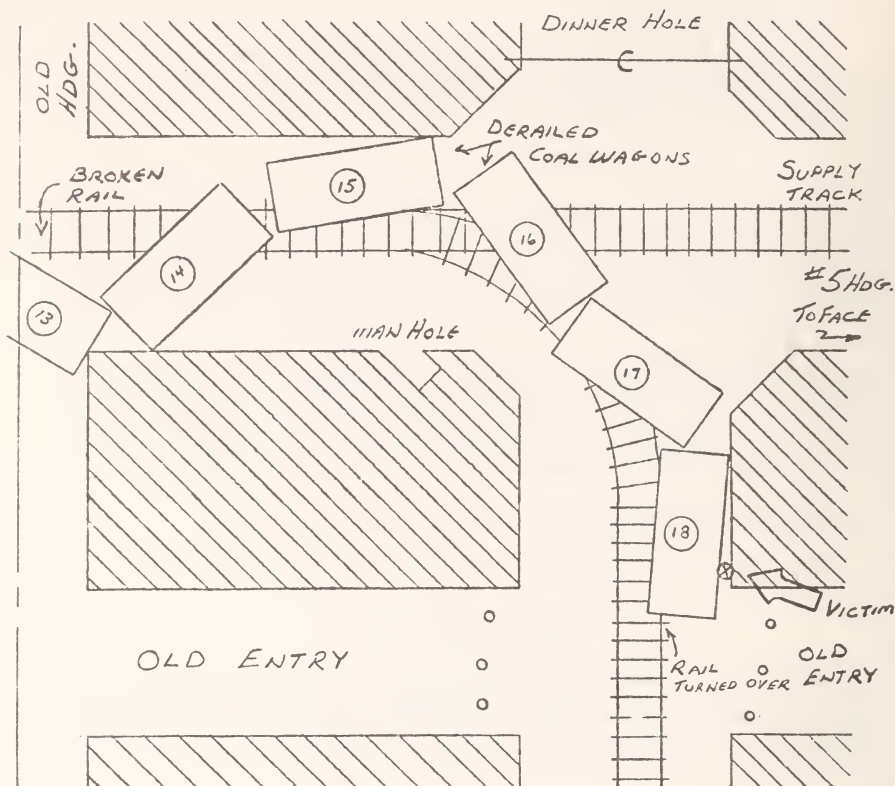 DINNER HOLE
OLD
HDG.
DERAILED
COAL WAGONS
BROKEN
RAIL
SUPPLY
TRACK
15
16
14
#5 HDG.
TO FACE
13
MAN HOLE
17
18
VICTIM
OLD ENTRY
RAIL
TURNED OVER
OLD
ENTRY